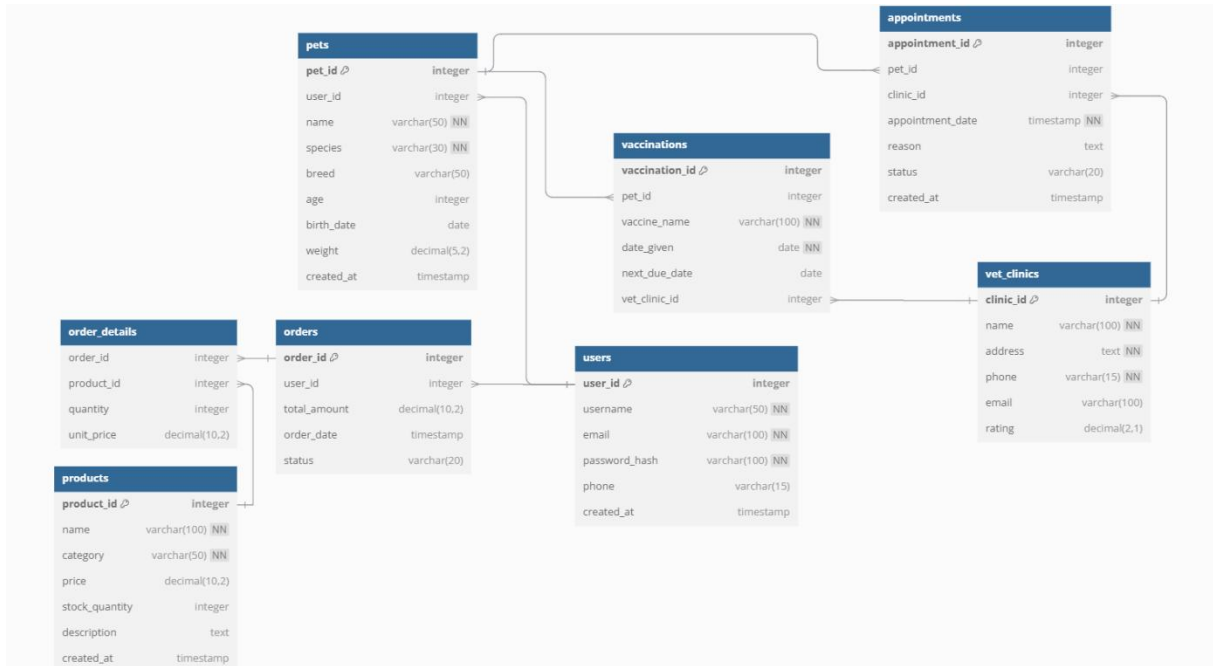 pets
pet_id integer
user_id integer
name varchar(50) NN
species varchar(30) NN
breed varchar(50)
age integer
birth_date date
weight decimal(5,2)
created_at timestamp
appointments
appointment_id integer
pet_id integer
clinic_id integer
appointment_date timestamp NN
reason text
status varchar(20)
created_at timestamp
vaccinations
vaccination_id integer
pet_id integer
vaccine_name varchar(100) NN
date_given date NN
next_due_date date
vet_clinic_id integer
vet_clinics
clinic_id integer
name varchar(100) NN
address text NN
phone varchar(15) NN
email varchar(100)
rating decimal(2,1)
order_details
order_id integer
product_id integer
quantity integer
unit_price decimal(10,2)
orders
order_id integer
user_id integer
total_amount decimal(10,2)
order_date timestamp
status varchar(20)
users
user_id integer
username varchar(50) NN
email varchar(100) NN
password_hash varchar(100) NN
phone varchar(15)
created_at timestamp
products
product_id integer
name varchar(100) NN
category varchar(50) NN
price decimal(10,2)
stock_quantity integer
description text
created_at timestamp